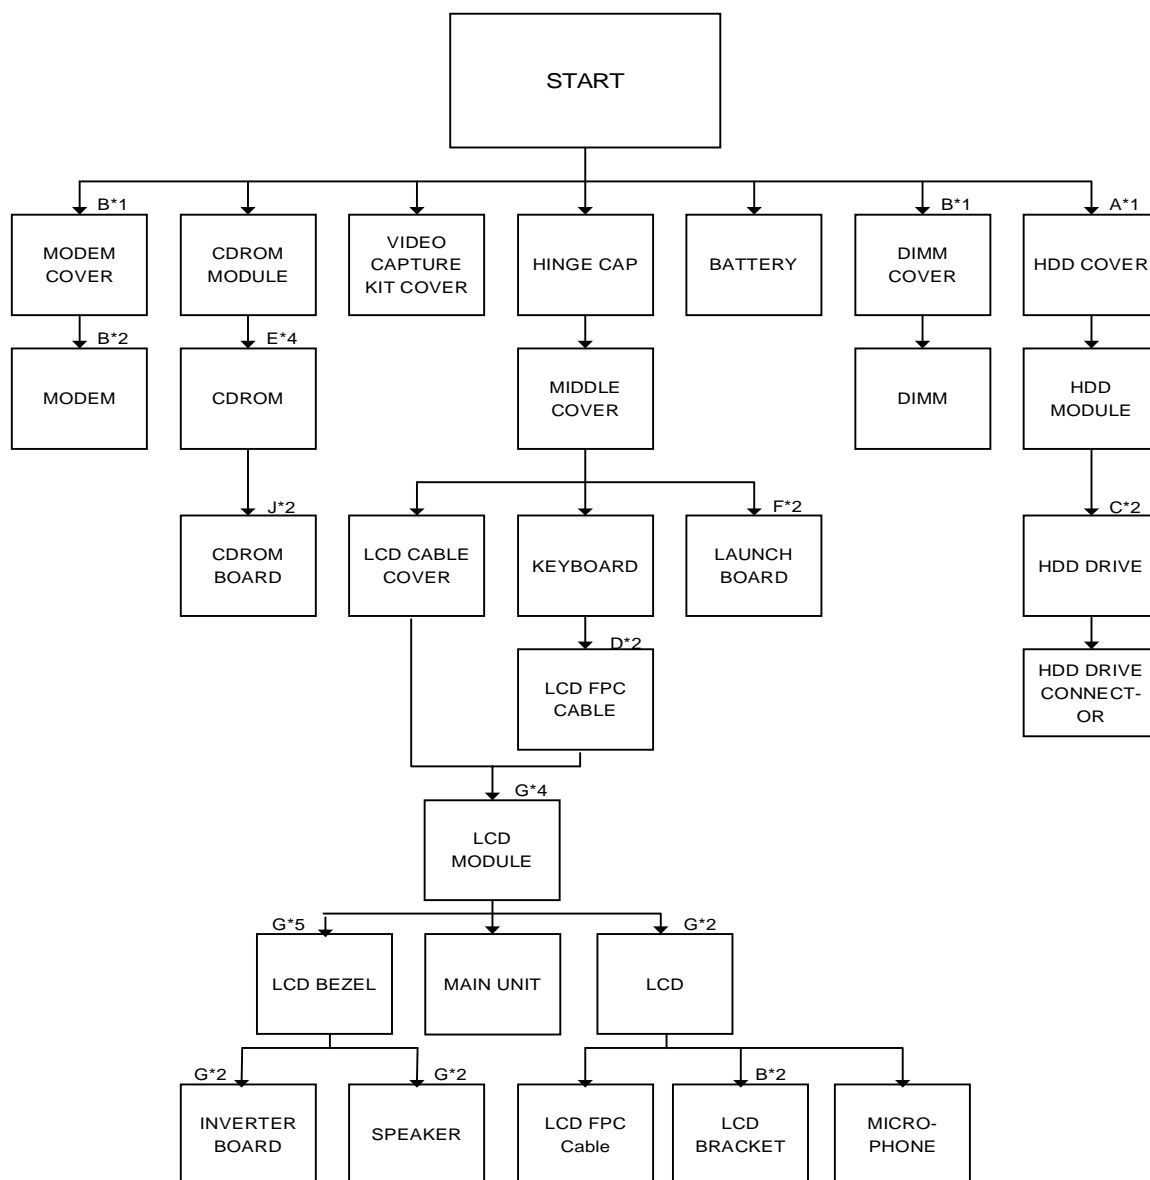 START
B*1
B*1
A*1
MODEM
COVER
CDROM
MODULE
VIDEO
CAPTURE
KIT COVER
HINGE CAP
BATTERY
DIMM
COVER
HDD COVER
B*2
E*4
MODEM
CDROM
MIDDLE
COVER
DIMM
HDD
MODULE
J*2
F*2
C*2
CDROM
BOARD
LCD CABLE
COVER
KEYBOARD
LAUNCH
BOARD
HDD DRIVE
D*2
LCD FPC
CABLE
HDD DRIVE
CONNECT-
OR
G*4
LCD
MODULE
G*5
G*2
LCD BEZEL
MAIN UNIT
LCD
G*2
G*2
B*2
INVERTER
BOARD
SPEAKER
LCD FPC
Cable
LCD
BRACKET
MICRO-
PHONE